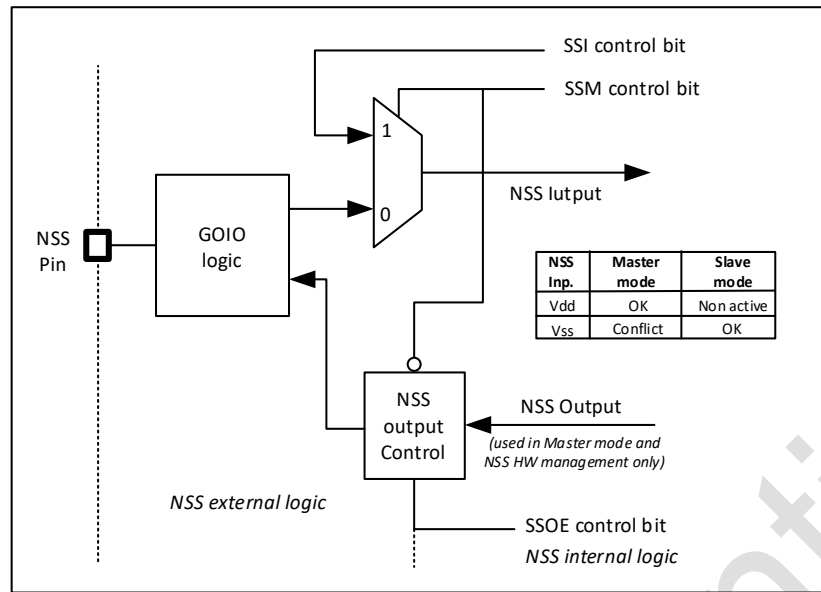 SSI control bit
SSM control bit
1
0
NSS Iutput
NSS
Pin
GOIO
logic
NSS Master Slave
Inp. mode mode
Vdd OK Non active
Vss Conflict OK
NSS
output
Control
NSS Output
(used in Master mode and
NSS HW management only)
NSS external logic
SSOE control bit
NSS internal logic